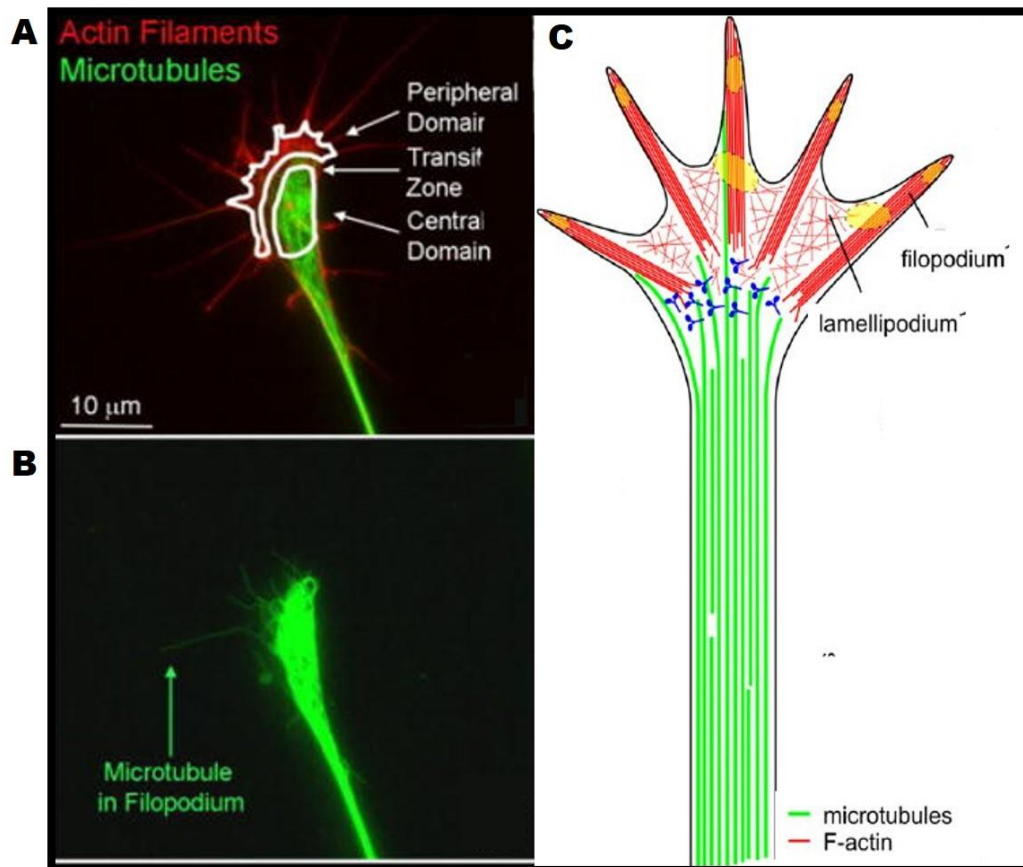 A
Actin Filaments
Microtubules
Peripheral
Domair
Transit
Zone
Central
Domain
10 μm
B
Microtubule
in Filopodium
C
filopodium
lamellipodium
microtubules
F-actin